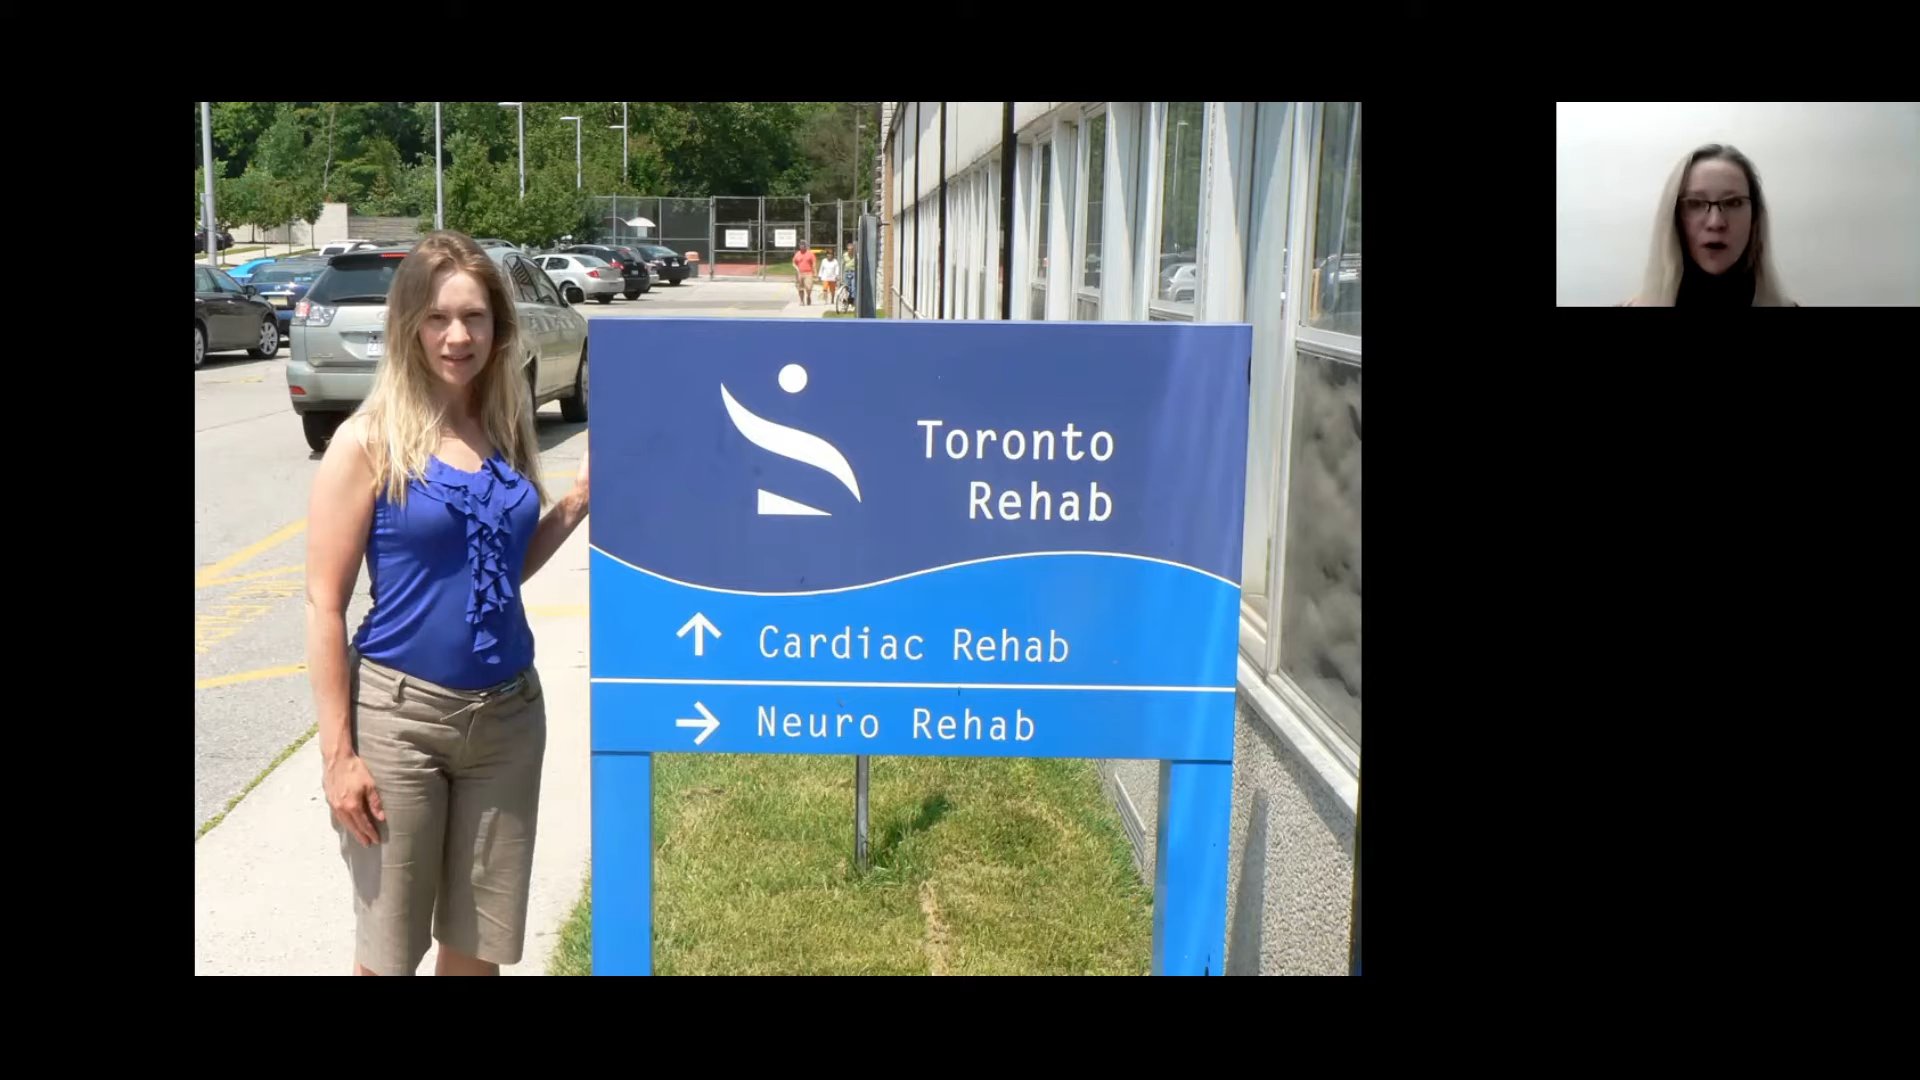 Toronto
Rehab
↑ Cardiac Rehab
→ Neuro Rehab